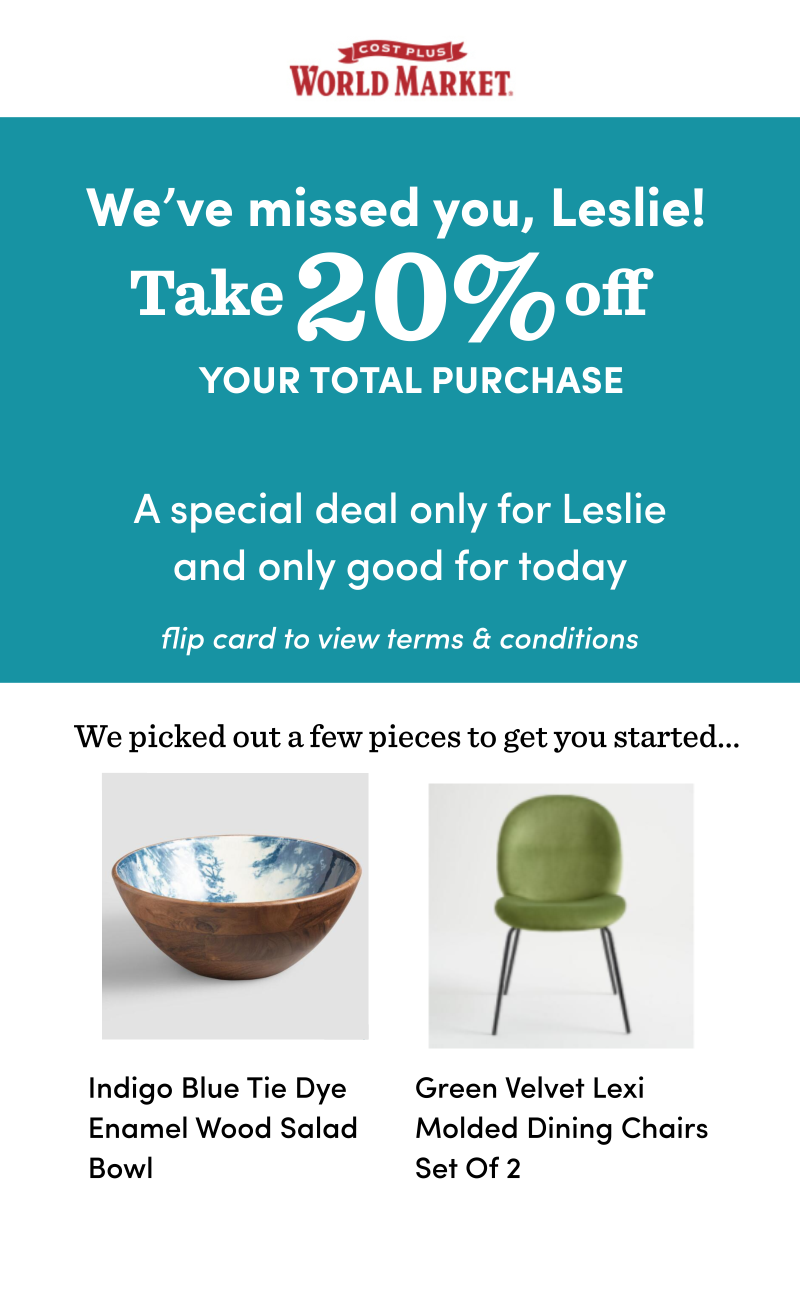 COST PLUS
WORLD MARKET.
We've missed you, Leslie!
Take 20% off
YOUR TOTAL PURCHASE
A special deal only for Leslie
and only good for today
flip card to view terms & conditions
We picked out a few pieces to get you started...
Indigo Blue Tie Dye
Enamel Wood Salad
Bowl
Green Velvet Lexi
Molded Dining Chairs
Set Of 2